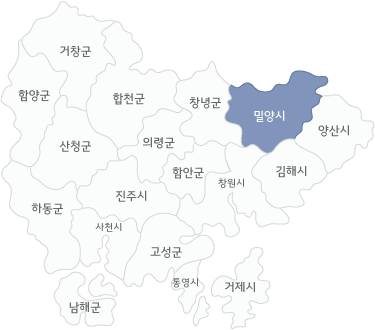 거창군
함양군
합천군
창녕군
밀양시
양산시
산청군
의령군
함안군
창원시
김해시
진주시
하동군
사천시
고성군
통영시
거제시
남해군